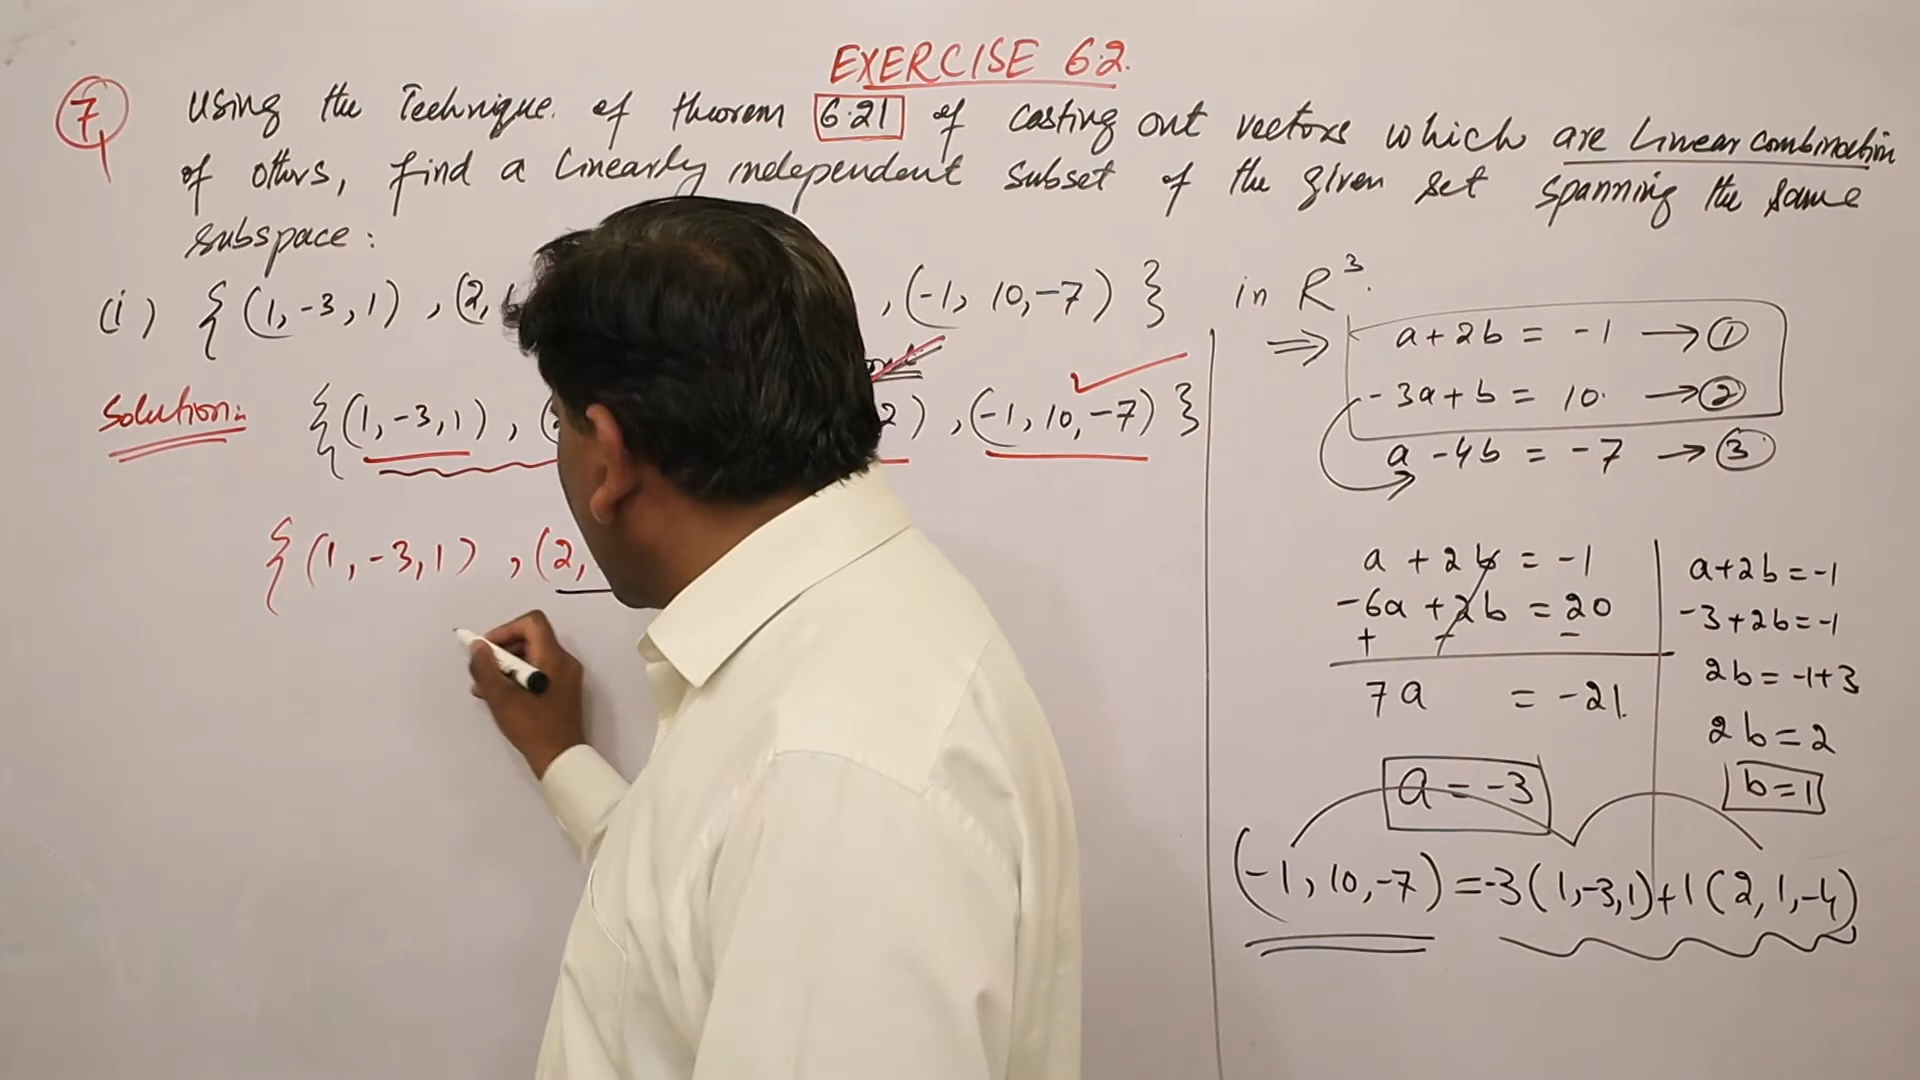 EXERCISE 6.2.
7 Using the Technique. of theorem 6.21 of casting out vectors which are Linear combination
of others, find a Linearly independent subset of the given set spanning the same
subspace:
(i) { (1, -3, 1) , (2, , (-1, 10, -7) } in R³.
Solution:- { (1, -3, 1) , ( 2) , (-1, 10, -7) }
{ (1, -3, 1) , (2,
⇒ a + 2b = -1 → ①
-3a + b = 10. → ②
a - 4b = -7 → ③
a + 2b = -1
-6a + 2b = 20
+ - -
7a = -21.
a = -3
a+2b=-1
-3+2b=-1
2b = -1+3
2b=2
b=1
(-1, 10, -7) = -3(1,-3,1)+1(2,1,-4)